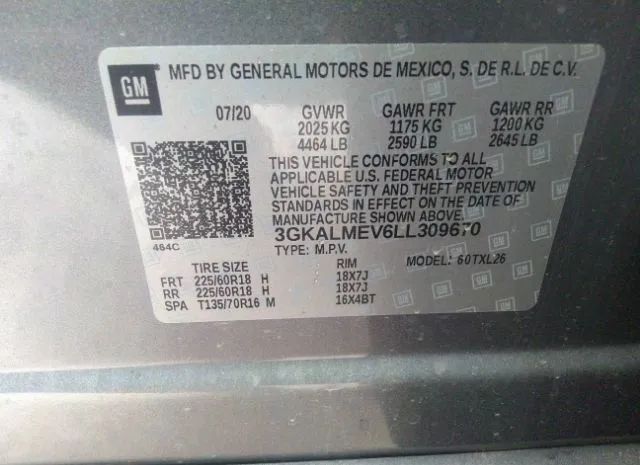 GM
MFD BY GENERAL MOTORS DE MEXICO, S. DE R.L. DE C.V.
07/20 GVWR GAWR FRT GAWR RR
2025 KG 1175 KG 1200 KG
4464 LB 2590 LB 2645 LB
THIS VEHICLE CONFORMS TO ALL
APPLICABLE U.S. FEDERAL MOTOR
VEHICLE SAFETY AND THEFT PREVENTION
STANDARDS IN EFFECT ON THE DATE OF
MANUFACTURE SHOWN ABOVE.
464C
3GKALMEV6LL309670
TYPE: M.P.V. MODEL: 60TXL26
TIRE SIZE RIM
FRT 225/60R18 H 18X7J
RR 225/60R18 H 18X7J
SPA T135/70R16 M 16X4BT